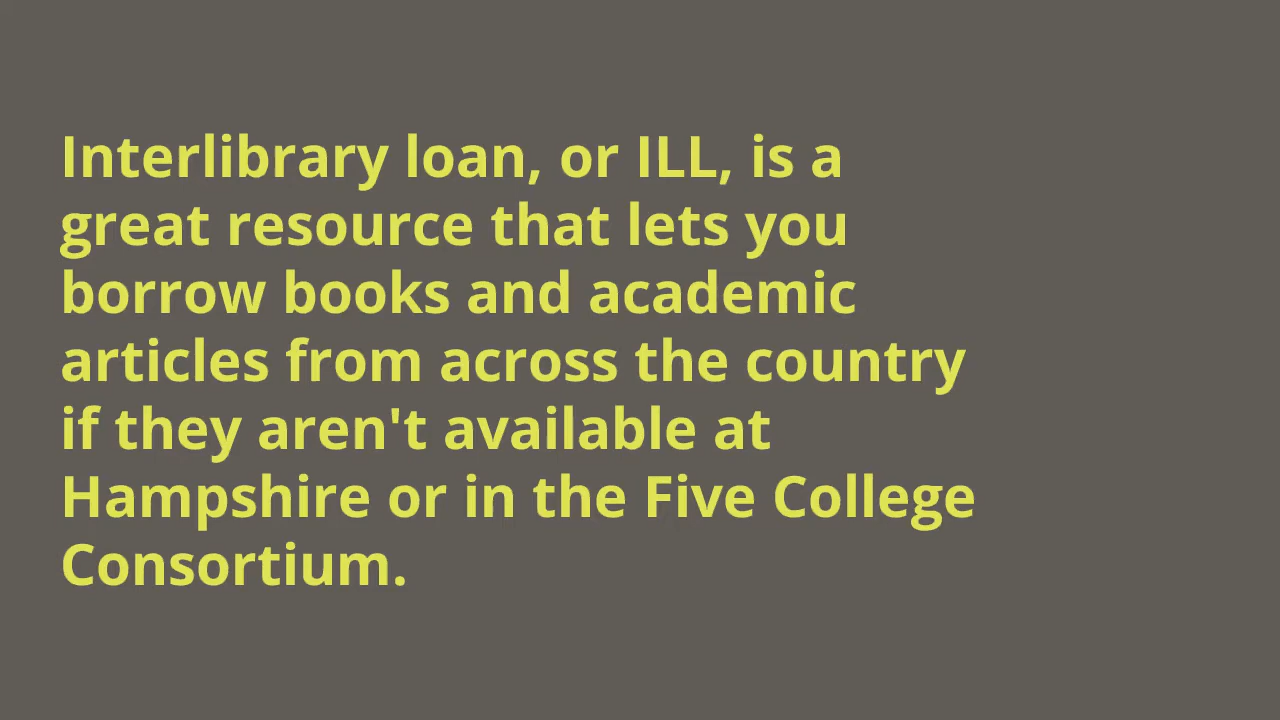 Interlibrary loan, or ILL, is a
great resource that lets you
borrow books and academic
articles from across the country
if they aren't available at
Hampshire or in the Five College
Consortium.